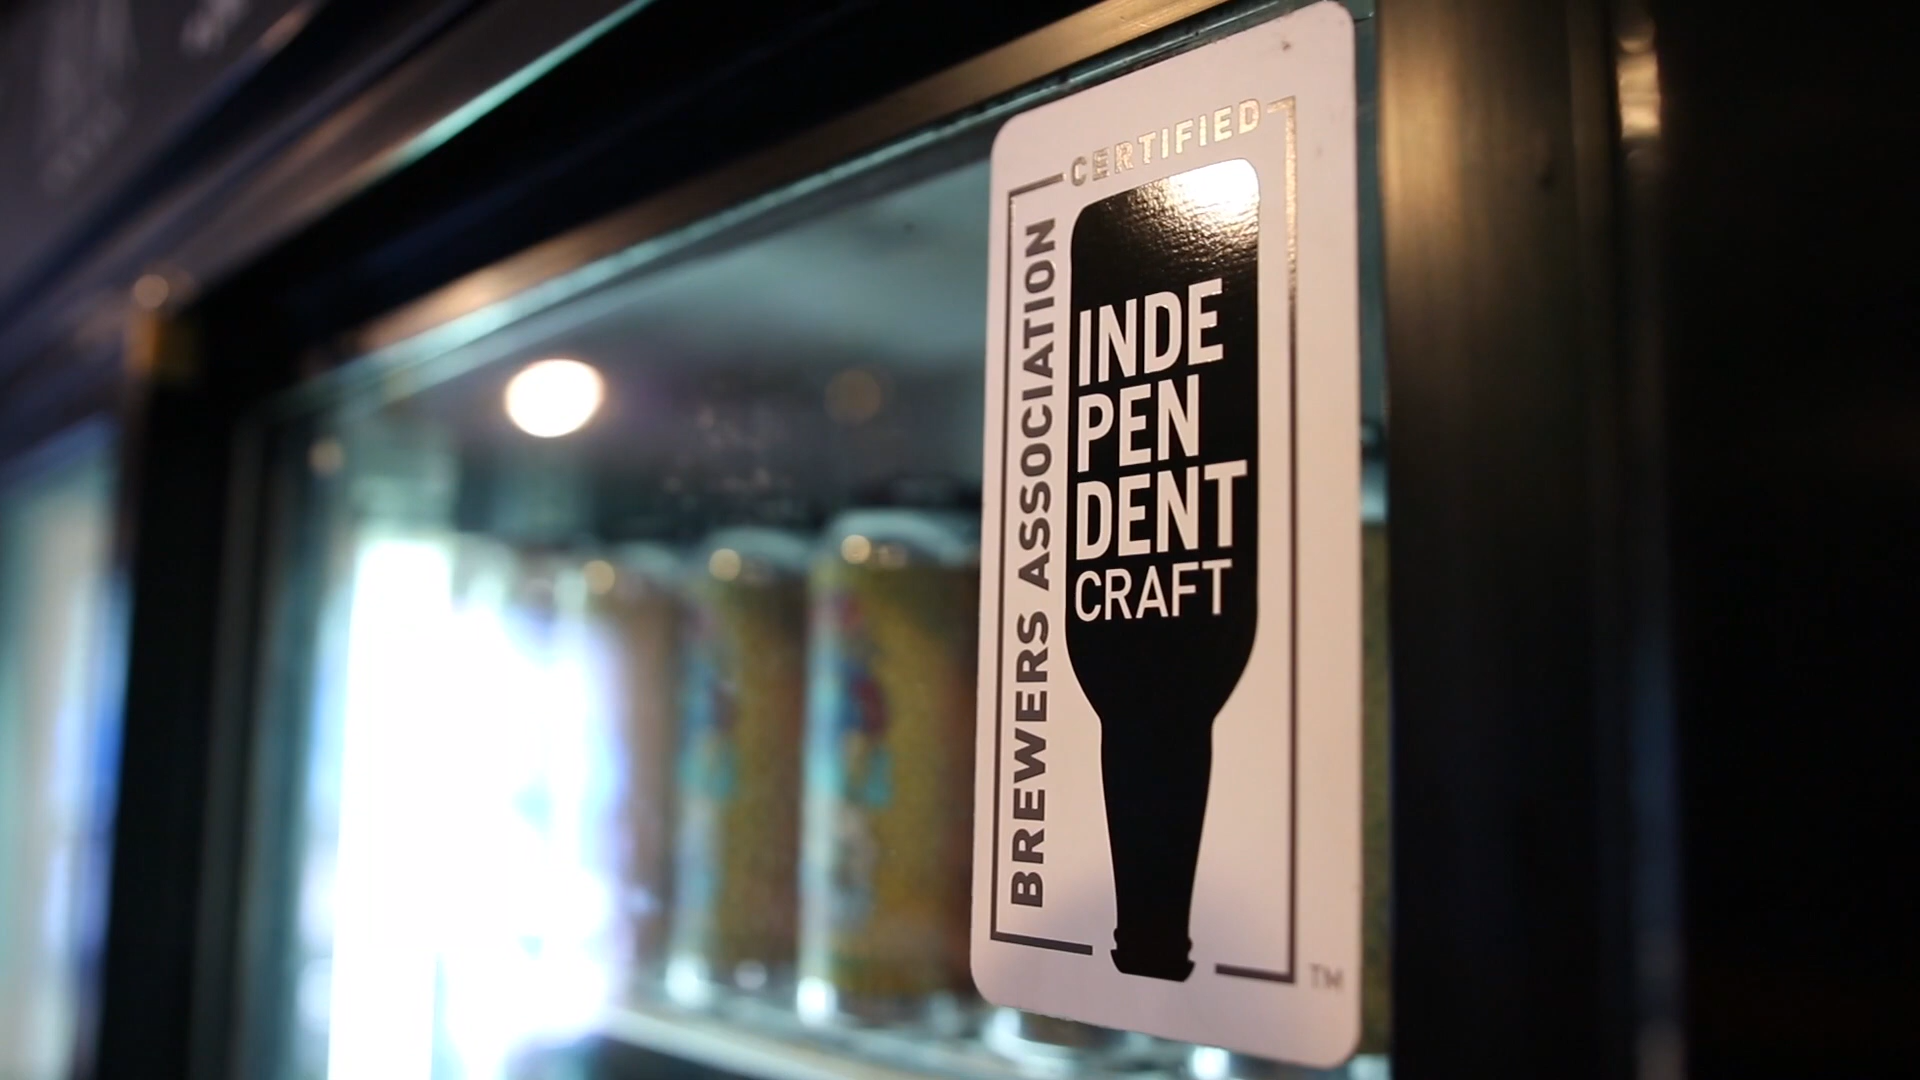 CERTIFIED
BREWERS ASSOCIATION
INDE
PEN
DENT
CRAFT
TM